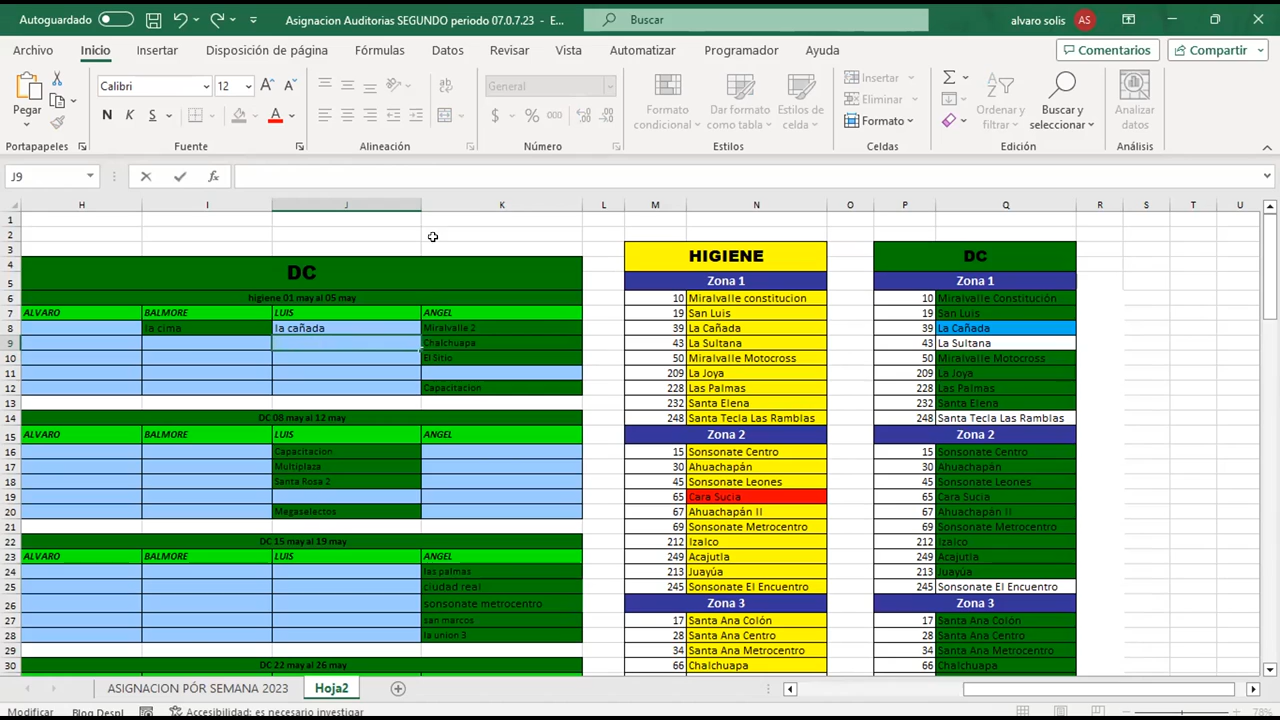 Autoguardado
Asignacion Auditorias SEGUNDO periodo 07.0.7.23 - E...
Buscar
alvaro solis
AS
Archivo Inicio Insertar Disposición de página Fórmulas Datos Revisar Vista Automatizar Programador Ayuda
Comentarios Compartir
Pegar
Calibri 12
N K S
General
$ % 000
Formato condicional
Dar formato como tabla
Estilos de celda
Insertar
Eliminar
Formato
Ordenar y filtrar
Buscar y seleccionar
Analizar datos
Portapapeles Fuente Alineación Número Estilos Celdas Edición Análisis
J9 fx
H I J K L M N O P Q R S T U
1
2
3 HIGIENE DC
4 DC
5 Zona 1 Zona 1
6 higiene 01 may al 05 may 10 Miralvalle constitucion 10 Miralvalle Constitución
7 ALVARO BALMORE LUIS ANGEL 19 San Luis 19 San Luis
8 la cima la cañada Miralvalle 2 39 La Cañada 39 La Cañada
9 Chalchuapa 43 La Sultana 43 La Sultana
10 El Sitio 50 Miralvalle Motocross 50 Miralvalle Motocross
11 209 La Joya 209 La Joya
12 Capacitacion 228 Las Palmas 228 Las Palmas
13 232 Santa Elena 232 Santa Elena
14 DC 08 may al 12 may 248 Santa Tecla Las Ramblas 248 Santa Tecla Las Ramblas
15 ALVARO BALMORE LUIS ANGEL Zona 2 Zona 2
16 Capacitacion 15 Sonsonate Centro 15 Sonsonate Centro
17 Multiplaza 30 Ahuachapán 30 Ahuachapán
18 Santa Rosa 2 45 Sonsonate Leones 45 Sonsonate Leones
19 65 Cara Sucia 65 Cara Sucia
20 Megaselectos 67 Ahuachapán II 67 Ahuachapán II
21 69 Sonsonate Metrocentro 69 Sonsonate Metrocentro
22 DC 15 may al 19 may 212 Izalco 212 Izalco
23 ALVARO BALMORE LUIS ANGEL 249 Acajutla 249 Acajutla
24 las palmas 213 Juayúa 213 Juayúa
25 ciudad real 245 Sonsonate El Encuentro 245 Sonsonate El Encuentro
26 sonsonate metrocentro Zona 3 Zona 3
27 san marcos 17 Santa Ana Colón 17 Santa Ana Colón
28 la union 3 28 Santa Ana Centro 28 Santa Ana Centro
29 34 Santa Ana Metrocentro 34 Santa Ana Metrocentro
30 DC 22 may al 26 may 66 Chalchuapa 66 Chalchuapa
ASIGNACION PÓR SEMANA 2023 Hoja2
Modificar Bloq Despl Accesibilidad: es necesario investigar 78%